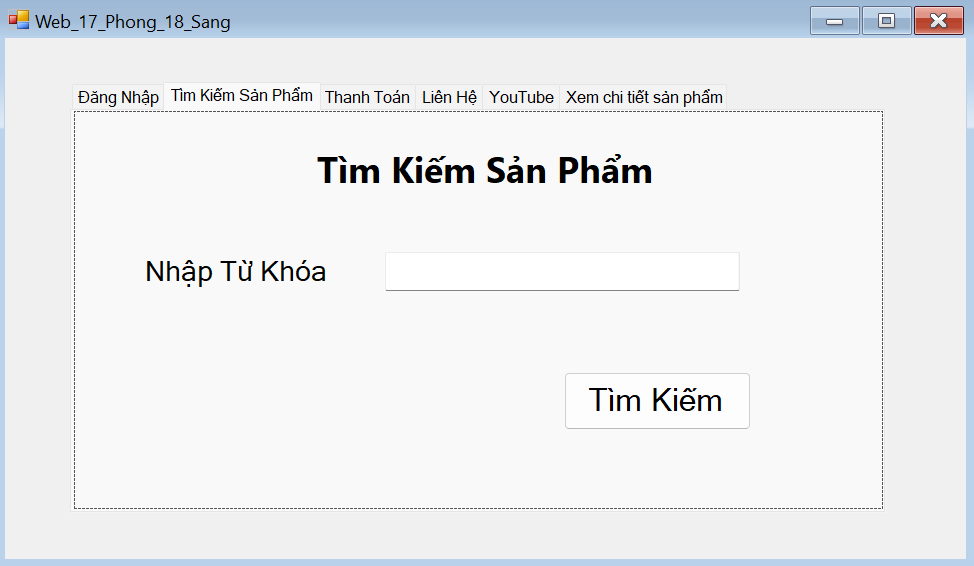 Web_17_Phong_18_Sang
Đăng Nhập Tìm Kiếm Sản Phẩm Thanh Toán Liên Hệ YouTube Xem chi tiết sản phẩm
Tìm Kiếm Sản Phẩm
Nhập Từ Khóa
Tìm Kiếm